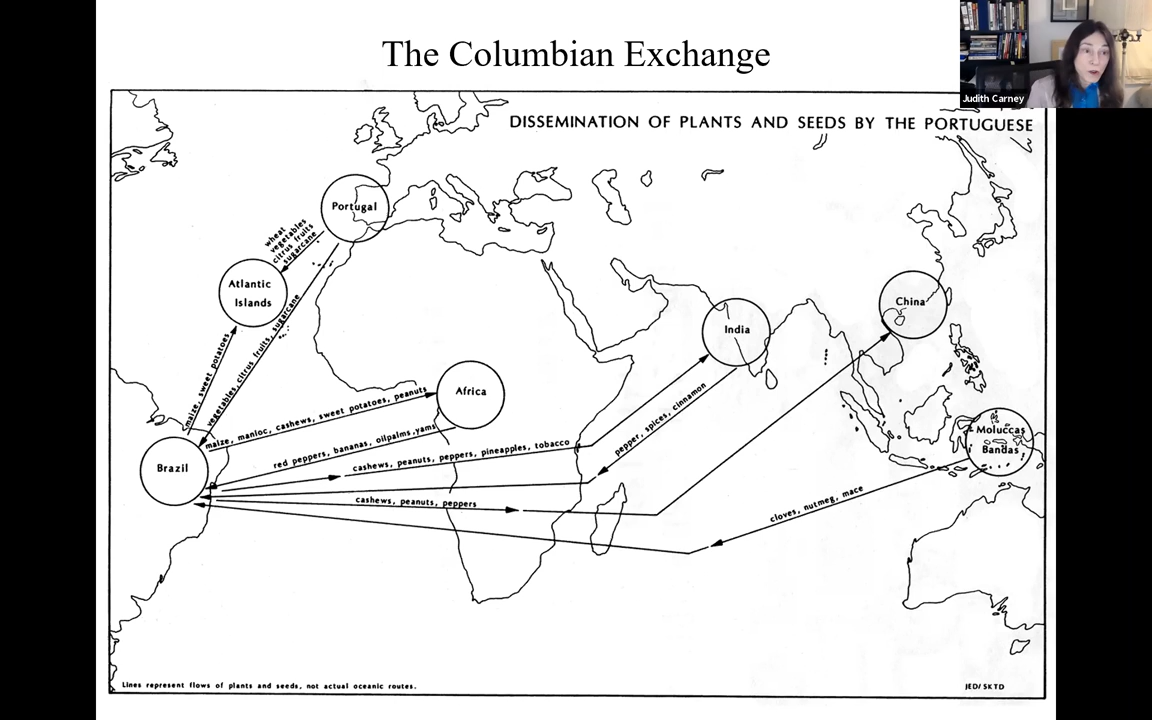 The Columbian Exchange
Judith Carney
DISSEMINATION OF PLANTS AND SEEDS BY THE PORTUGUESE
Portugal
wheat
vegetables
citrus fruits
sugarcane
Atlantic
Islands
maize, sweet potatoes
vegetables, citrus fruits, sugarcane
China
India
Africa
maize, manioc, cashews, sweet potatoes, peanuts
red peppers, bananas, oilpalms, yams
Brazil
cashews, peanuts, peppers, pineapples, tobacco
pepper, spices, cinnamon
Moluccas
Bandas
cashews, peanuts, peppers
cloves, nutmeg, mace
Lines represent flows of plants and seeds, not actual oceanic routes.
JED/SKTD